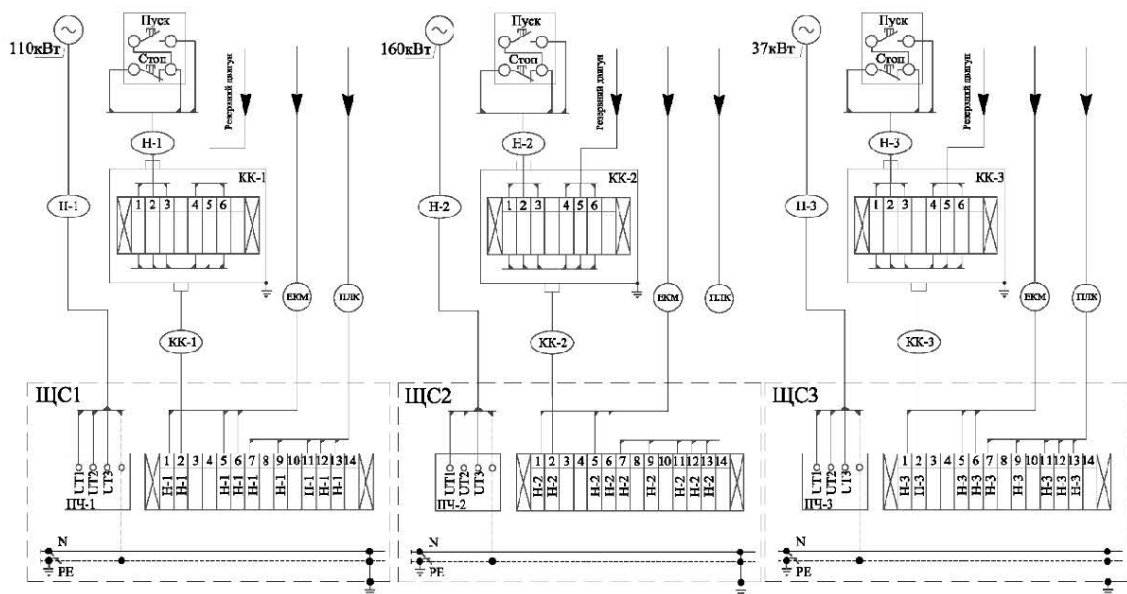 Пуск
110кВт
Стоп
Резервний двигун
Н-1
КК-1
П-1
1 2 3 4 5 6
ЕКМ
ПЛК
КК-1
ЩС1
UT1 UT2 UT3
ПЧ-1
1 2 3 4 5 6 7 8 9 10 11 12 13 14
Н-1 Н-1 Н-1 Н-1 Н-1 Н-1 Н-1 Н-1 Н-1
N
PE
Пуск
160кВт
Стоп
Резервний двигун
Н-2
КК-2
Н-2
1 2 3 4 5 6
ЕКМ
ПЛК
КК-2
ЩС2
UT1 UT2 UT3
ПЧ-2
1 2 3 4 5 6 7 8 9 10 11 12 13 14
Н-2 Н-2 Н-2 Н-2 Н-2 Н-2 Н-2 Н-2 Н-2
N
PE
Пуск
37кВт
Стоп
Резервний двигун
Н-3
КК-3
П-3
1 2 3 4 5 6
ЕКМ
ПЛК
КК-3
ЩС3
UT1 UT2 UT3
ПЧ-3
1 2 3 4 5 6 7 8 9 10 11 12 13 14
Н-3 П-3 Н-3 Н-3 Н-3 Н-3 Н-3 Н-3 Н-3
N
PE